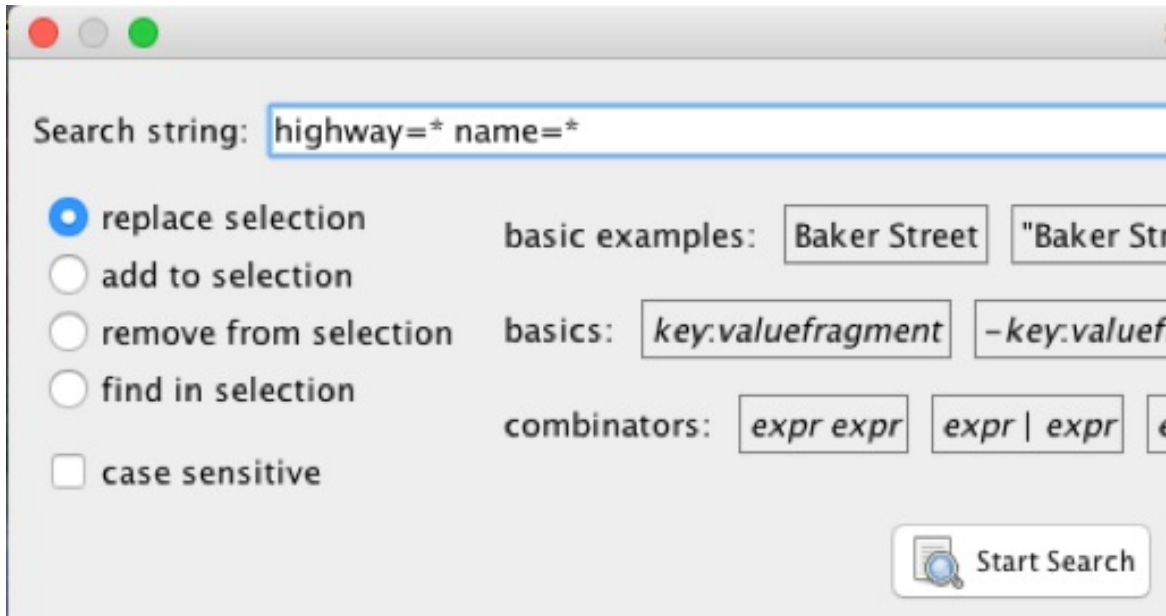 Search string: highway=* name=*
replace selection
add to selection
remove from selection
find in selection
case sensitive
basic examples: Baker Street "Baker
basics: key:valuefragment
combinators: expr expr expr | expr
Start Search